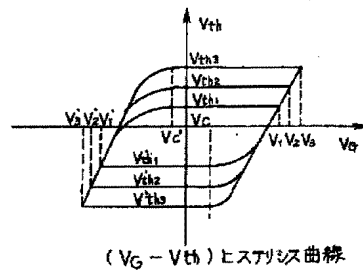 Vth
Vth3
Vth2
Vth1
V3' V2' V1'
Vc' Vc
V1 V2 V3 VG
V'th1
V'th2
V'th3
(VG-Vth)ヒステリシス曲線